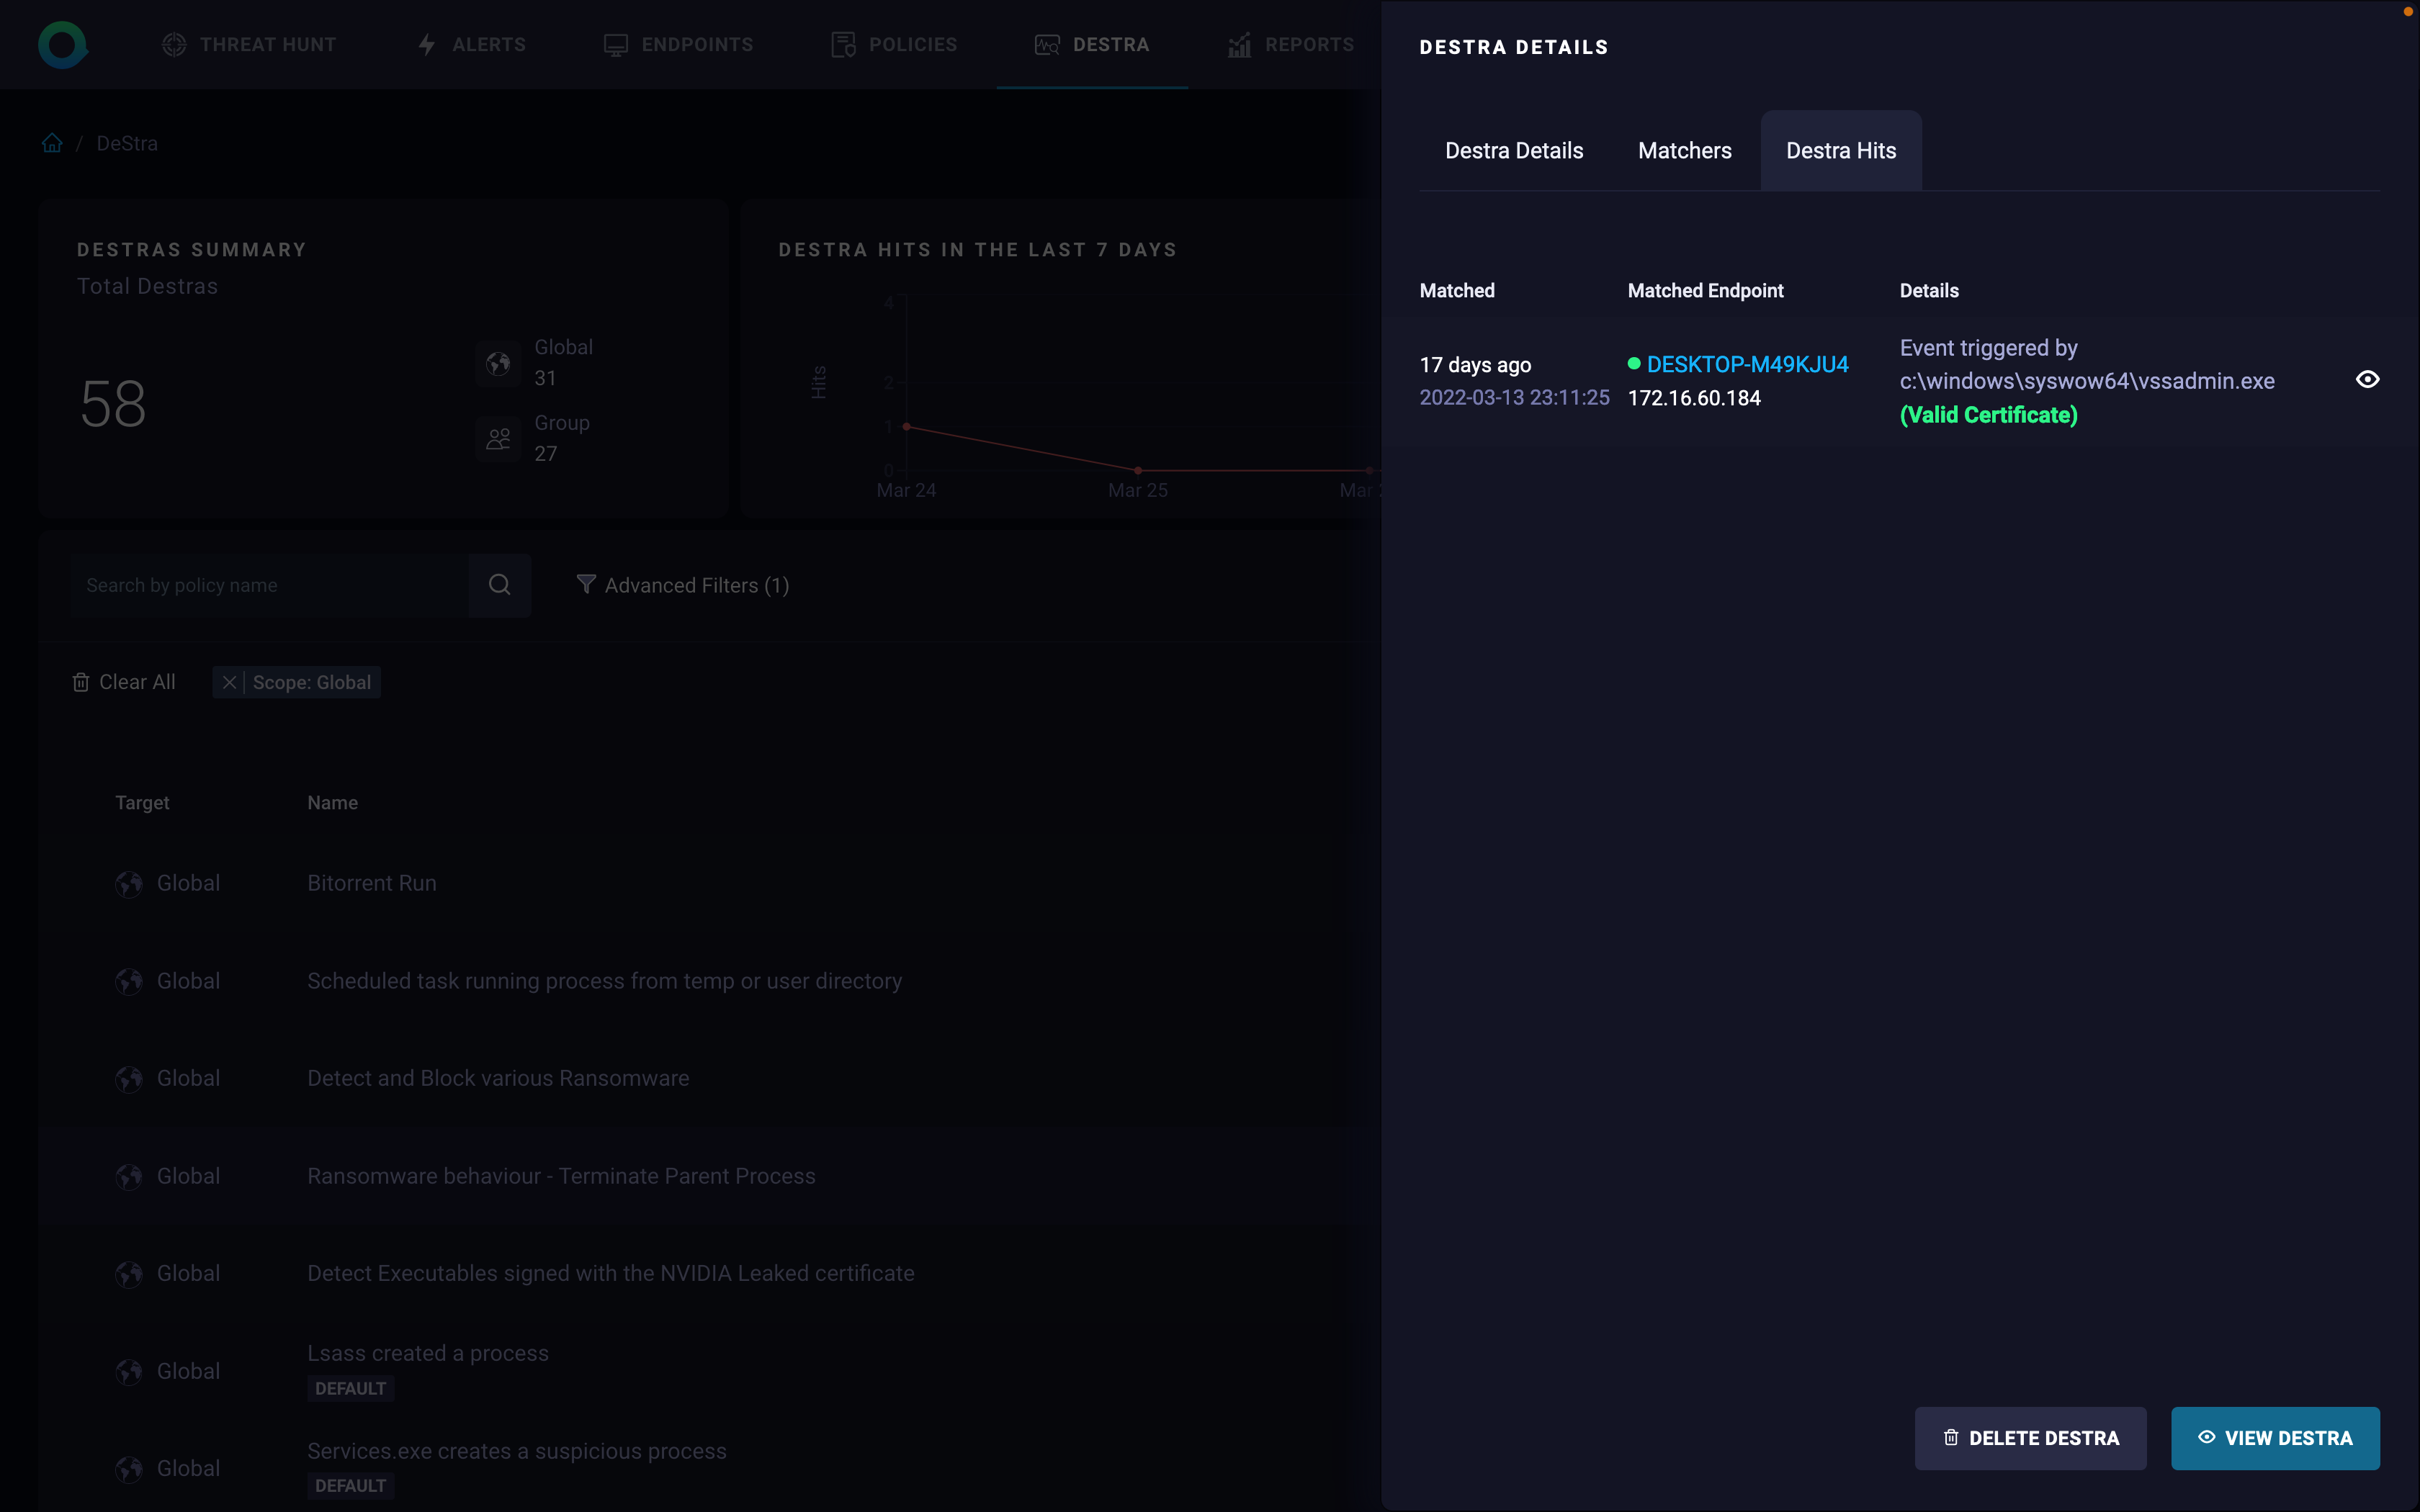 THREAT HUNT
ALERTS
ENDPOINTS
POLICIES
DESTRA
REPORTS
/ DeStra
DESTRAS SUMMARY
Total Destras
58
Global
31
Group
27
DESTRA HITS IN THE LAST 7 DAYS
Hits
4
2
1
0
Mar 24
Mar 25
Mar
Search by policy name
Advanced Filters (1)
Clear All
Scope: Global
Target Name
Global Bitorrent Run
Global Scheduled task running process from temp or user directory
Global Detect and Block various Ransomware
Global Ransomware behaviour - Terminate Parent Process
Global Detect Executables signed with the NVIDIA Leaked certificate
Global Lsass created a process
DEFAULT
Global Services.exe creates a suspicious process
DEFAULT
DESTRA DETAILS
Destra Details Matchers Destra Hits
Matched Matched Endpoint Details
17 days ago
2022-03-13 23:11:25
DESKTOP-M49KJU4
172.16.60.184
Event triggered by
c:\windows\syswow64\vssadmin.exe
(Valid Certificate)
DELETE DESTRA
VIEW DESTRA